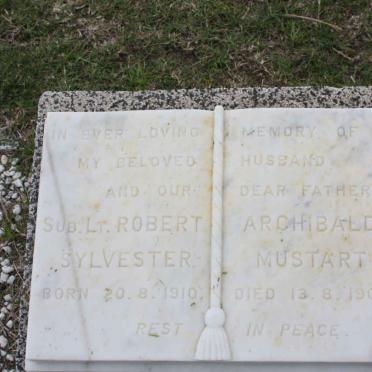 IN EVER LOVING MEMORY OF
MY BELOVED HUSBAND
AND OUR DEAR FATHER
SUB. LT. ROBERT ARCHIBALD
SYLVESTER MUSTART
BORN 20.8.1910. DIED 13.8.
REST IN PEACE.